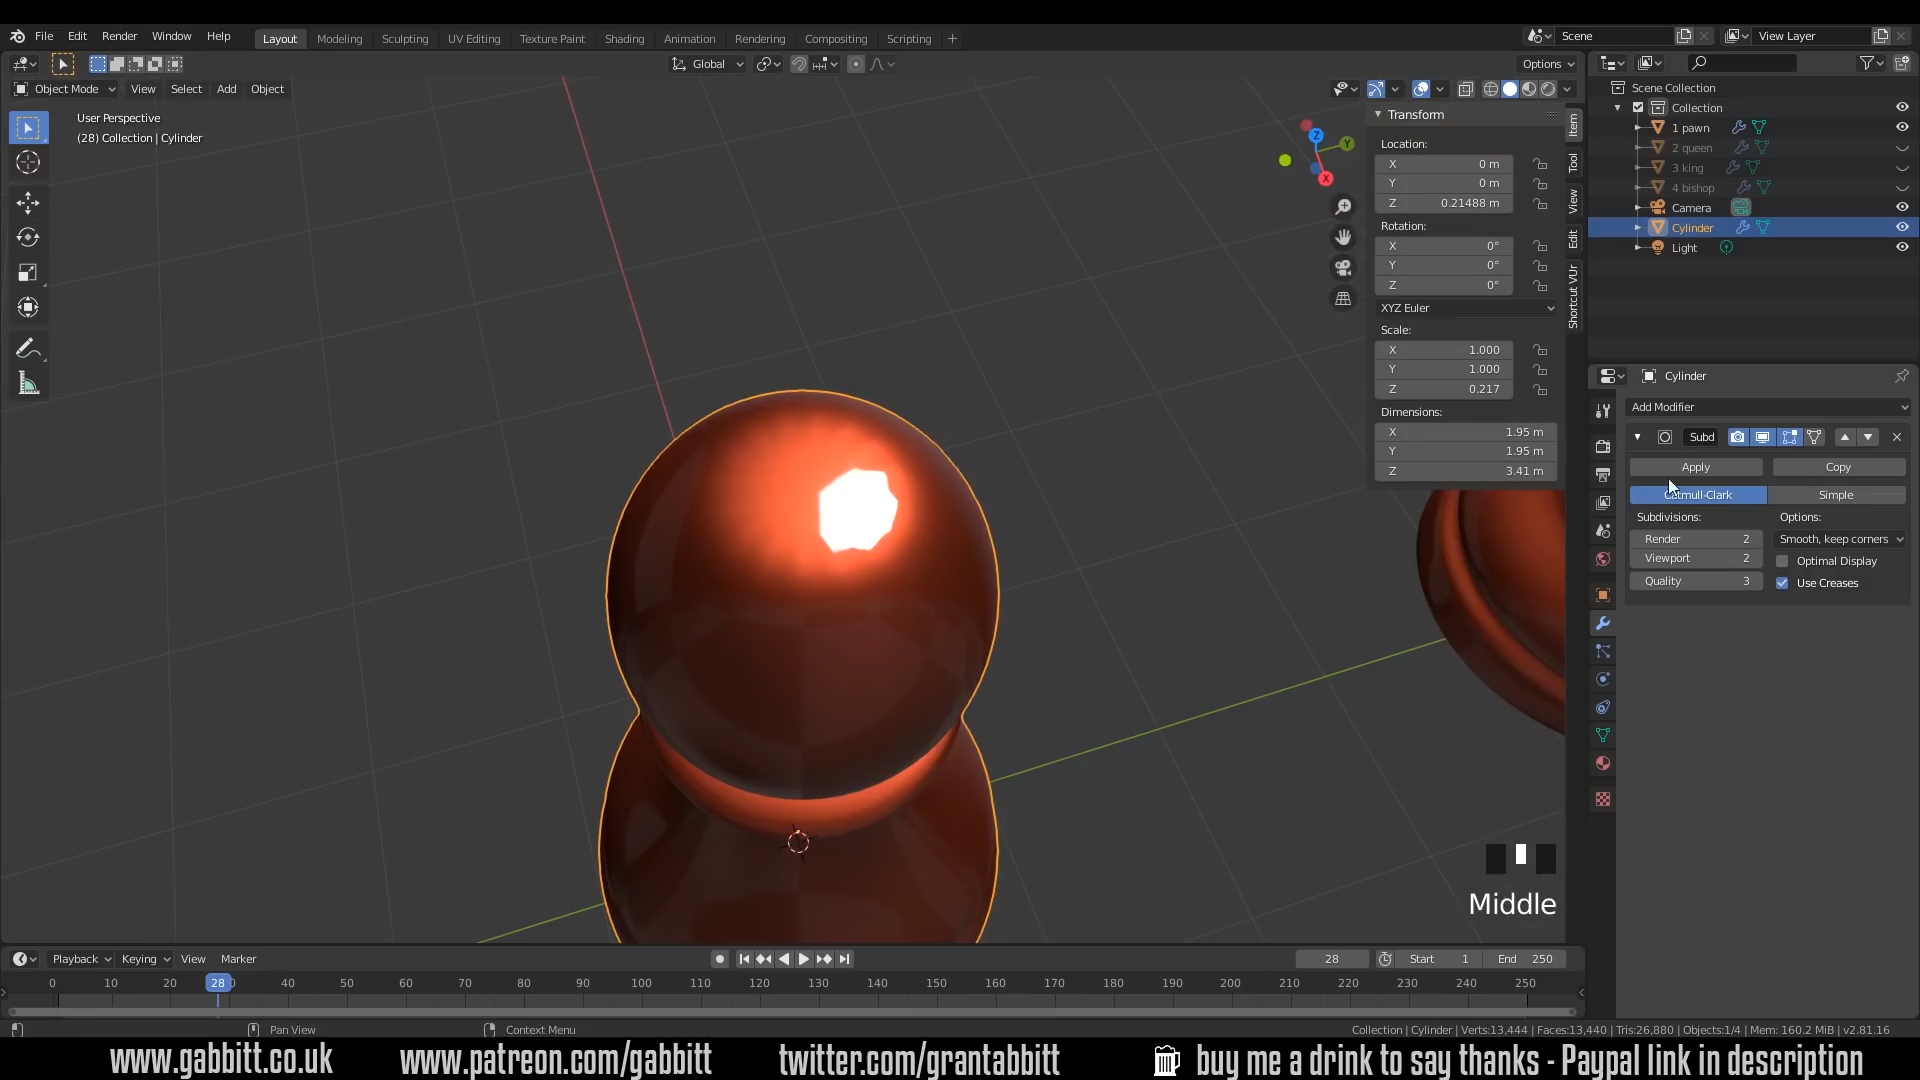 File Edit Render Window Help Layout Modeling Sculpting UV Editing Texture Paint Shading Animation Rendering Compositing Scripting + Scene View Layer
Global Options
Object Mode View Select Add Object
User Perspective
(28) Collection | Cylinder
Z Y X
Transform
Location:
X 0 m
Y 0 m
Z 0.21488 m
Rotation:
X 0°
Y 0°
Z 0°
XYZ Euler
Scale:
X 1.000
Y 1.000
Z 0.217
Dimensions:
X 1.95 m
Y 1.95 m
Z 3.41 m
Item
Tool
View
Edit
Shortcut VUr
Scene Collection
Collection
1 pawn
2 queen
3 king
4 bishop
Camera
Cylinder
Light
Cylinder
Add Modifier
Subd
Apply Copy
Catmull-Clark Simple
Subdivisions: Options:
Render 2 Smooth, keep corners
Viewport 2 Optimal Display
Quality 3 Use Creases
Middle
Playback Keying View Marker 28 Start 1 End 250
0 10 20 28 40 50 60 70 80 90 100 110 120 130 140 150 160 170 180 190 200 210 220 230 240 250
Pan View Context Menu Collection | Cylinder | Verts:13,444 | Faces:13,440 | Tris:26,880 | Objects:1/4 | Mem: 160.2 MiB | v2.81.16
www.gabbitt.co.uk www.patreon.com/gabbitt twitter.com/grantabbitt buy me a drink to say thanks - Paypal link in description